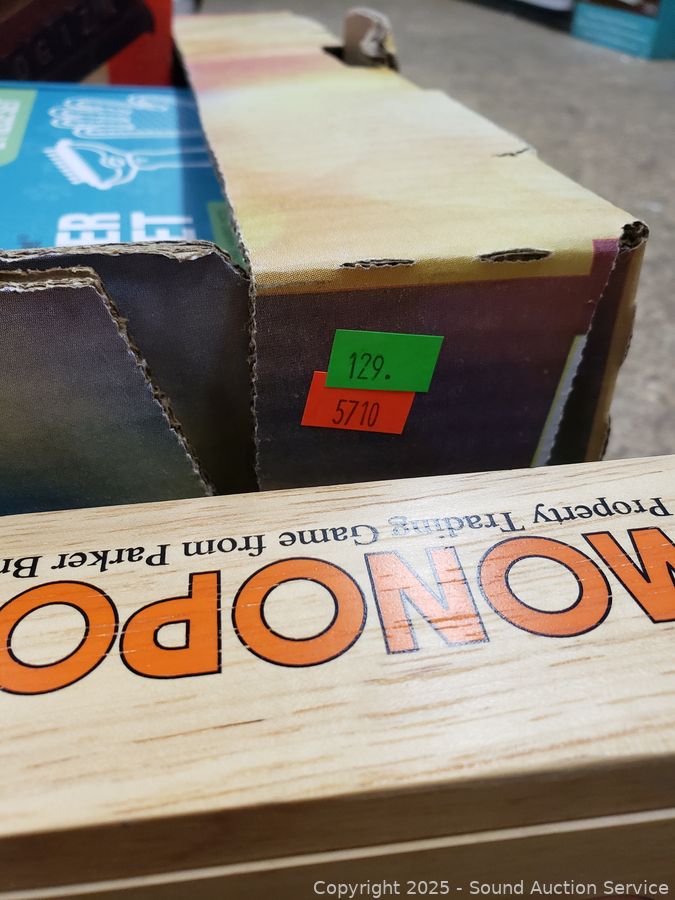 129.
5710
Property Trading Game from Parker Br
MONOPO
Copyright 2025 - Sound Auction Service